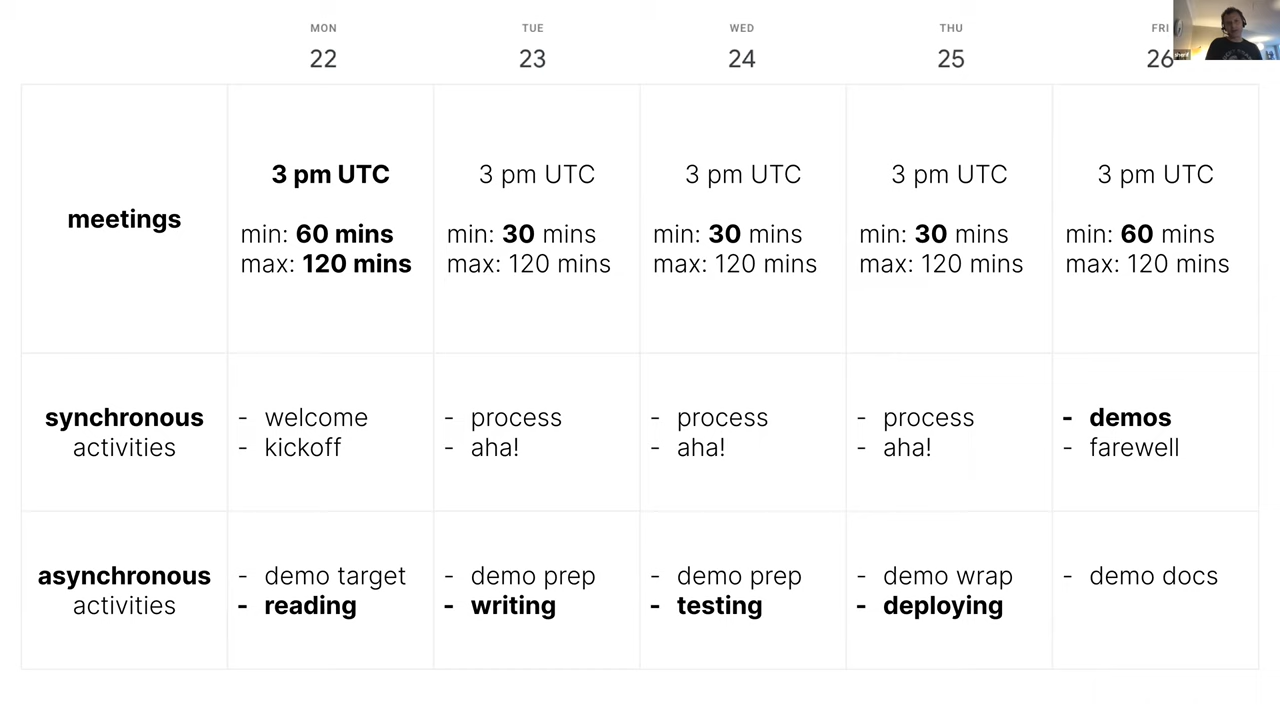 MON TUE WED THU FRI
22 23 24 25 26
meetings
3 pm UTC
min: 60 mins
max: 120 mins
3 pm UTC
min: 30 mins
max: 120 mins
3 pm UTC
min: 30 mins
max: 120 mins
3 pm UTC
min: 30 mins
max: 120 mins
3 pm UTC
min: 60 mins
max: 120 mins
synchronous
activities
- welcome
- kickoff
- process
- aha!
- process
- aha!
- process
- aha!
- demos
- farewell
asynchronous
activities
- demo target
- reading
- demo prep
- writing
- demo prep
- testing
- demo wrap
- deploying
- demo docs